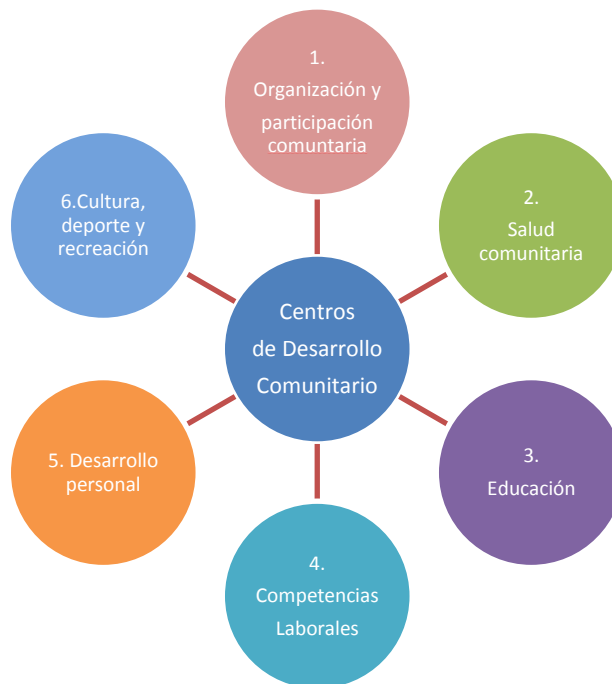 1.
Organización y
participación
comuntaria
2.
Salud
comunitaria
3.
Educación
4.
Competencias
Laborales
5. Desarrollo
personal
6.Cultura,
deporte y
recreación
Centros
de Desarrollo
Comunitario